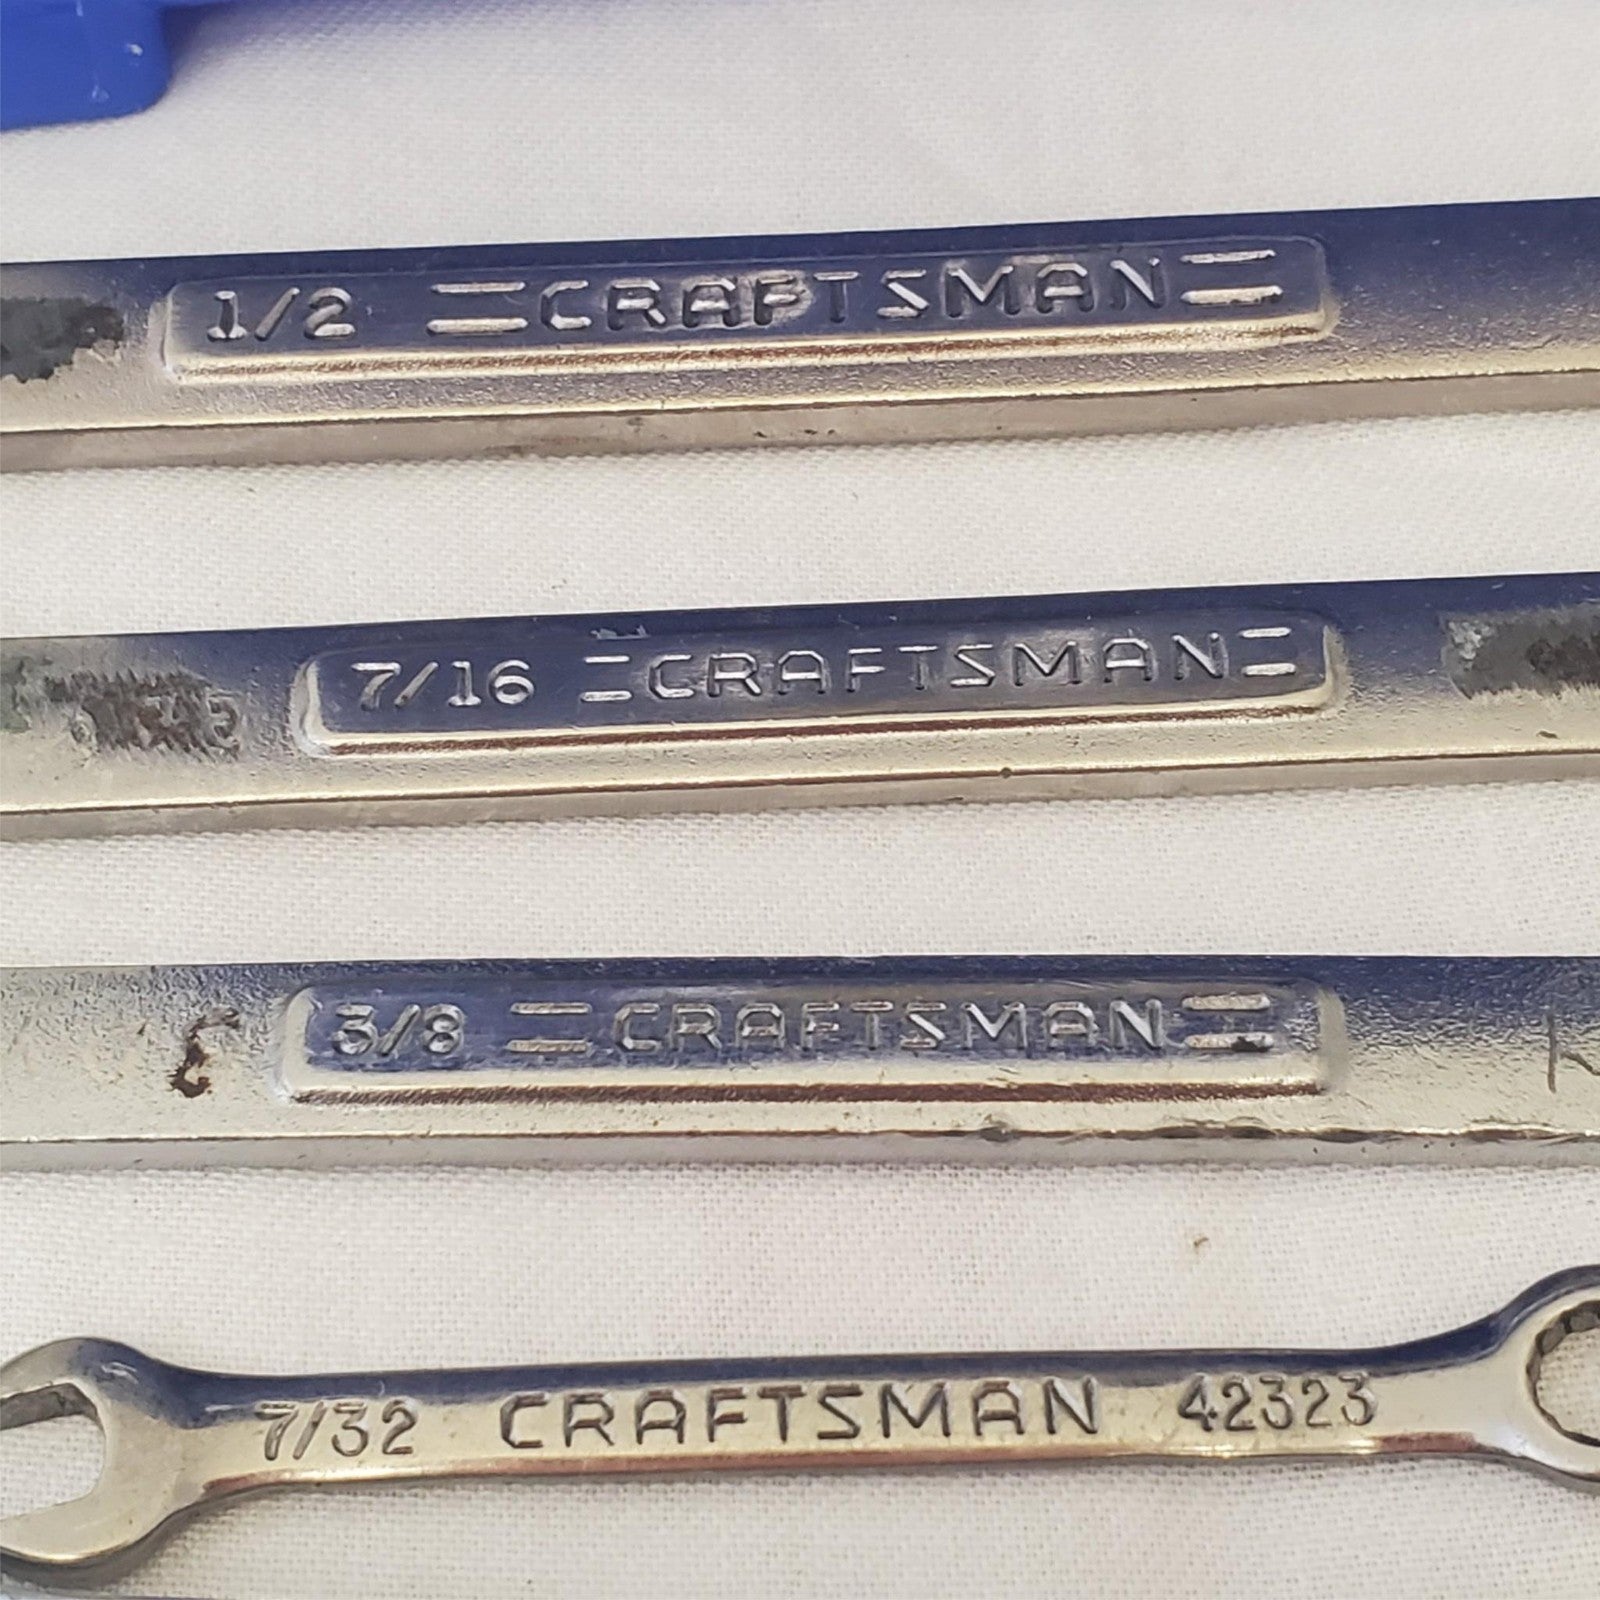 1/2 =CRAFTSMAN=
7/16 =CRAFTSMAN=
3/8 =CRAFTSMAN=
7/32 CRAFTSMAN 42323